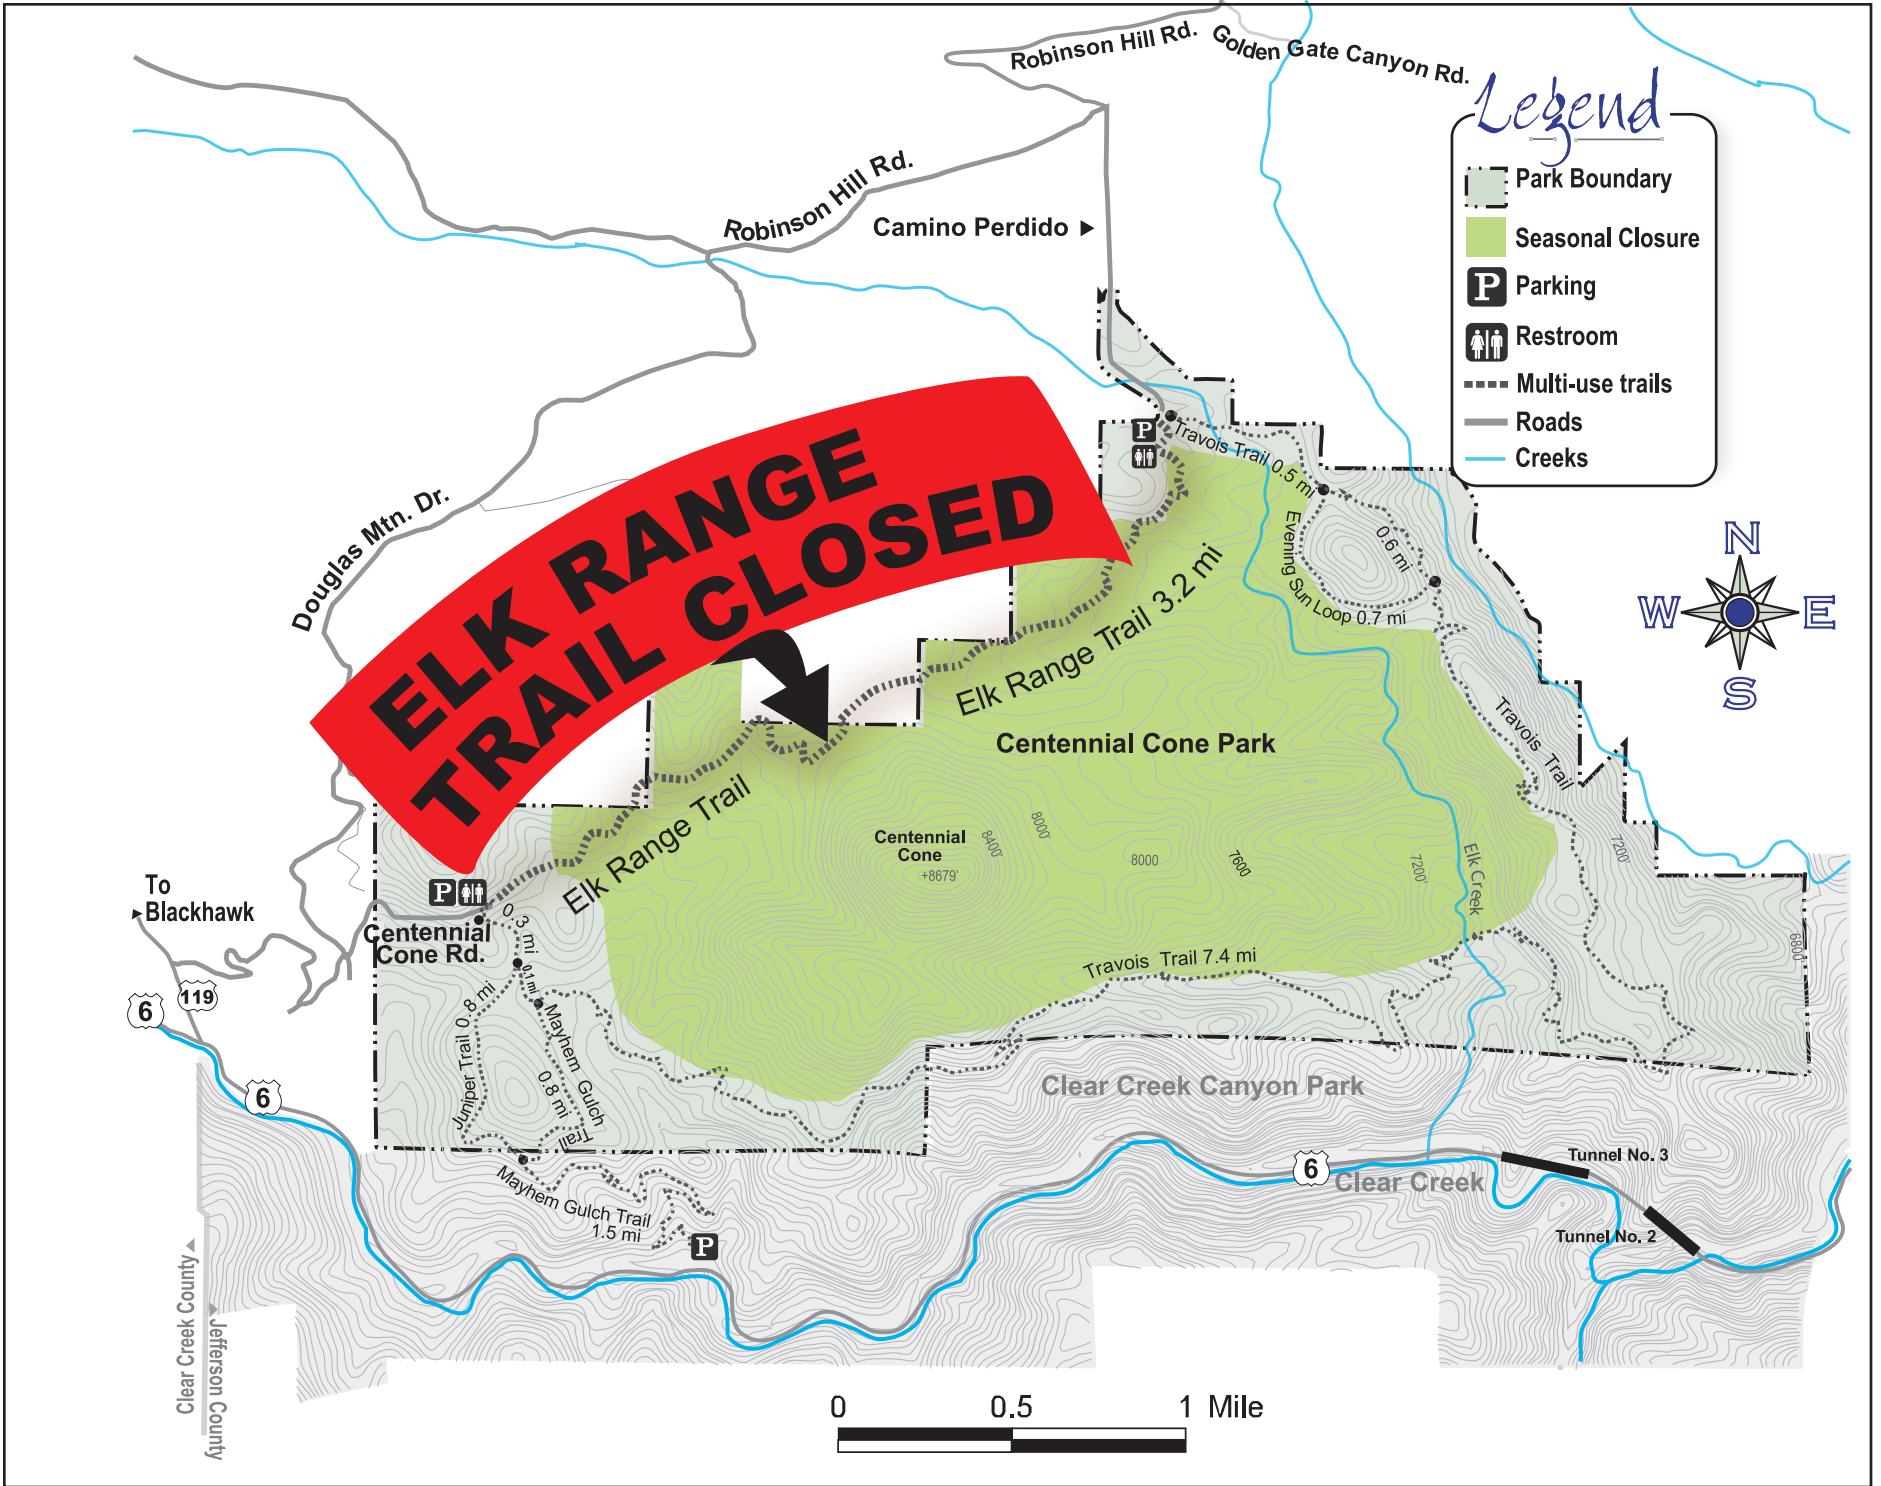 Robinson Hill Rd.
Golden Gate Canyon Rd.
Legend
Park Boundary
Seasonal Closure
P Parking
Restroom
Multi-use trails
Roads
Creeks
Robinson Hill Rd.
Camino Perdido
N
W E
S
Douglas Mtn. Dr.
ELK RANGE
TRAIL CLOSED
P
Travois Trail 0.5 mi
0.6 mi
Evening Sun Loop 0.7 mi
Elk Range Trail 3.2 mi
Centennial Cone Park
Travois Trail
Elk Range Trail
Centennial
Cone
+8679'
8400'
8000'
8000
7600'
7200'
Elk Creek
7200'
6800'
To
Blackhawk
P
Centennial
Cone Rd.
0.3 mi
0.1 mi
119
6
6
Juniper Trail 0.8 mi
Mayhem Gulch
Trail
0.8 mi
Travois Trail 7.4 mi
Clear Creek Canyon Park
Mayhem Gulch Trail
1.5 mi
P
6
Clear Creek
Tunnel No. 3
Tunnel No. 2
Clear Creek County
Jefferson County
0 0.5 1 Mile